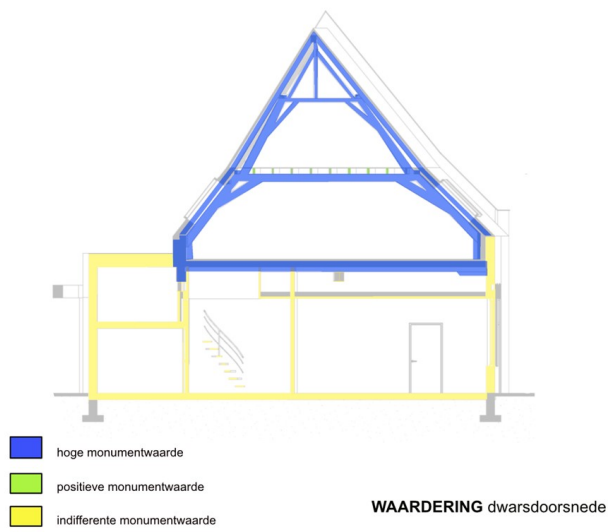 hoge monumentwaarde
positieve monumentwaarde
indifferente monumentwaarde
WAARDERING dwarsdoorsnede